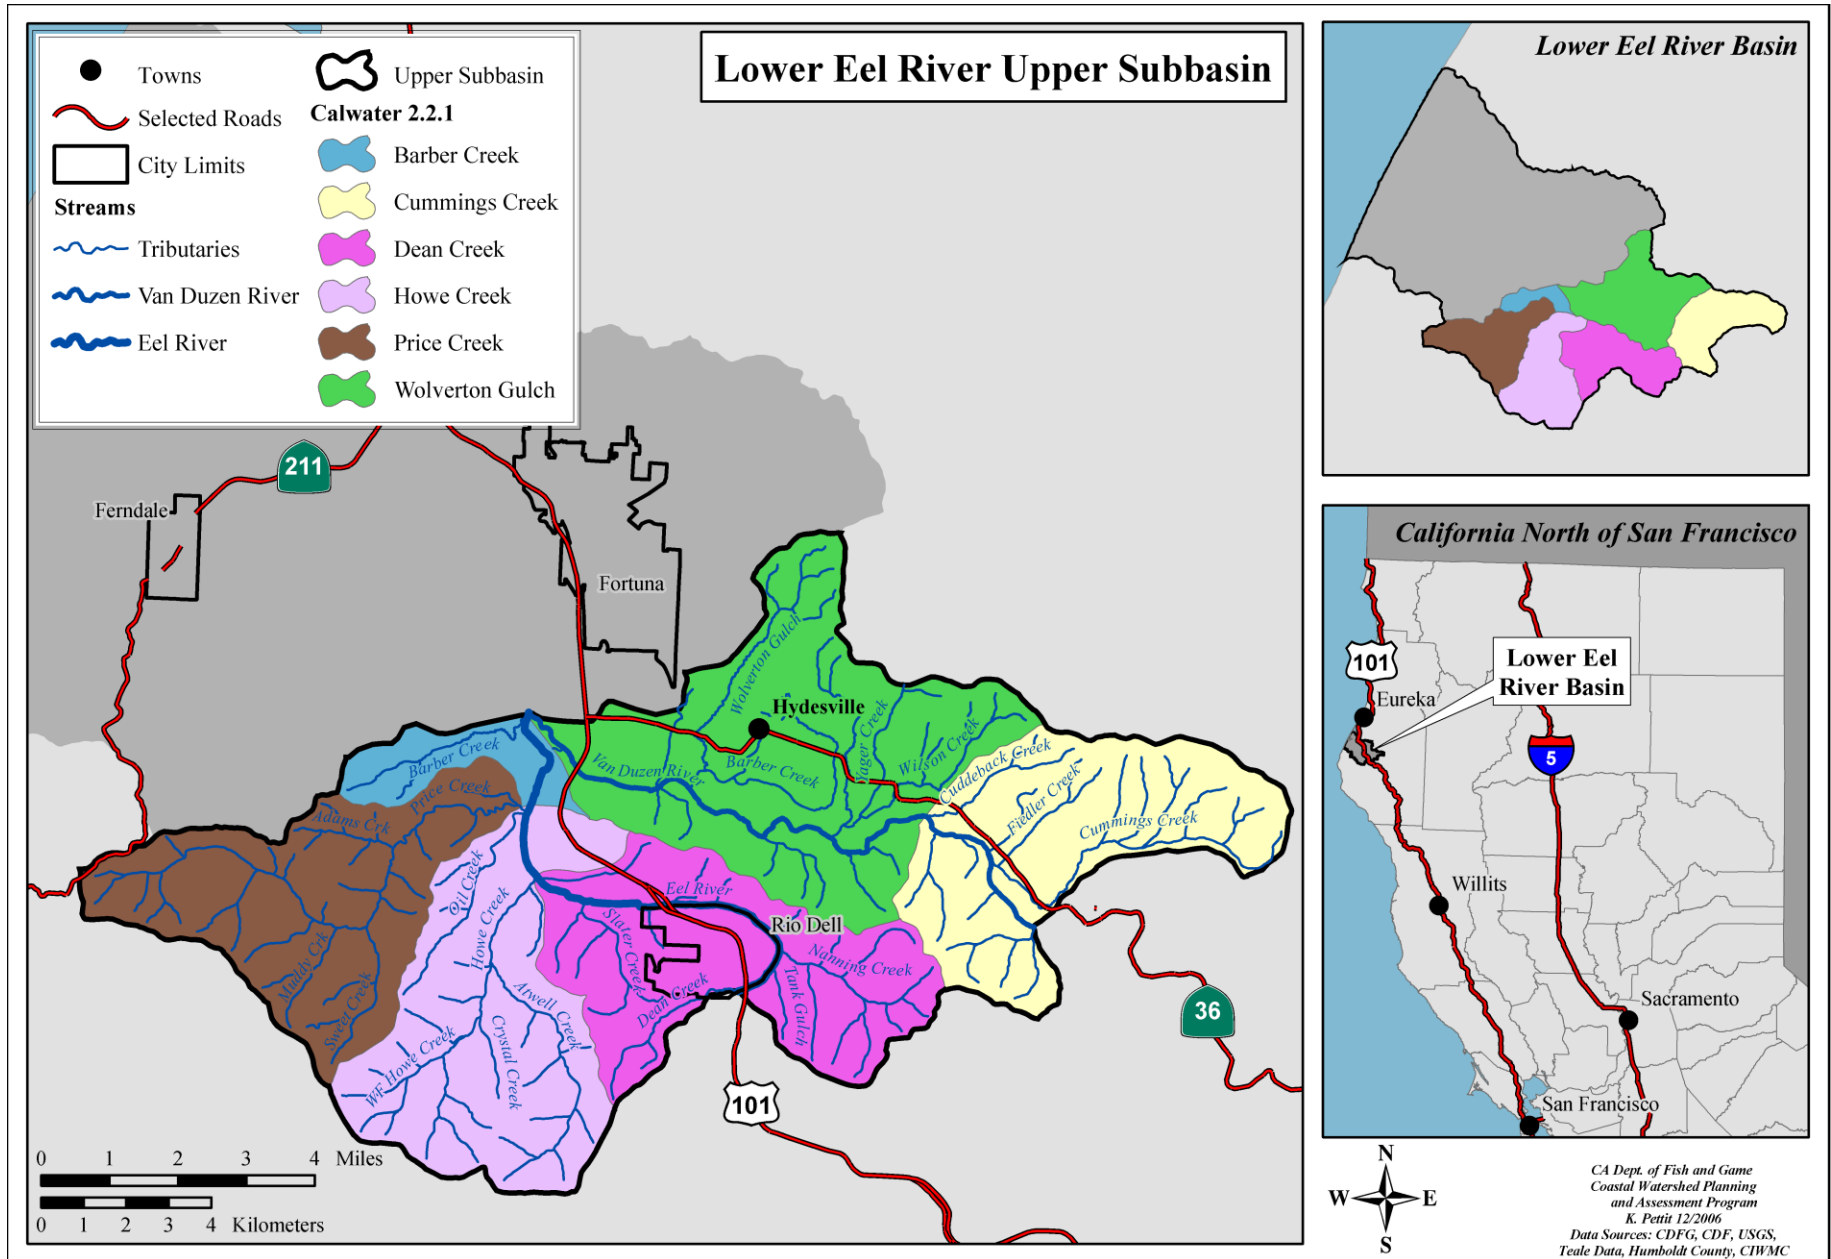 Lower Eel River Upper Subbasin
Towns
Selected Roads
City Limits
Streams
Tributaries
Van Duzen River
Eel River
Upper Subbasin
Calwater 2.2.1
Barber Creek
Cummings Creek
Dean Creek
Howe Creek
Price Creek
Wolverton Gulch
211
Ferndale
Fortuna
Wolverton Gulch
Hydesville
Yager Creek
Wilson Creek
Barber Creek
Van Duzen River
Cuddeback Creek
Fiedler Creek
Cummings Creek
Barber Creek
Price Creek
Adams Crk
Oil Creek
Howe Creek
Eel River
Rio Dell
Slater Creek
Nanning Creek
Tank Gulch
Dean Creek
Muddy Crk
Sweet Creek
Atwell Creek
Crystal Creek
WF Howe Creek
36
101
0 1 2 3 4 Miles
0 1 2 3 4 Kilometers
Lower Eel River Basin
California North of San Francisco
101
Lower Eel
River Basin
Eureka
5
Willits
Sacramento
San Francisco
N
W E
S
CA Dept. of Fish and Game
Coastal Watershed Planning
and Assessment Program
K. Pettit 12/2006
Data Sources: CDFG, CDF, USGS,
Teale Data, Humboldt County, CIWMC